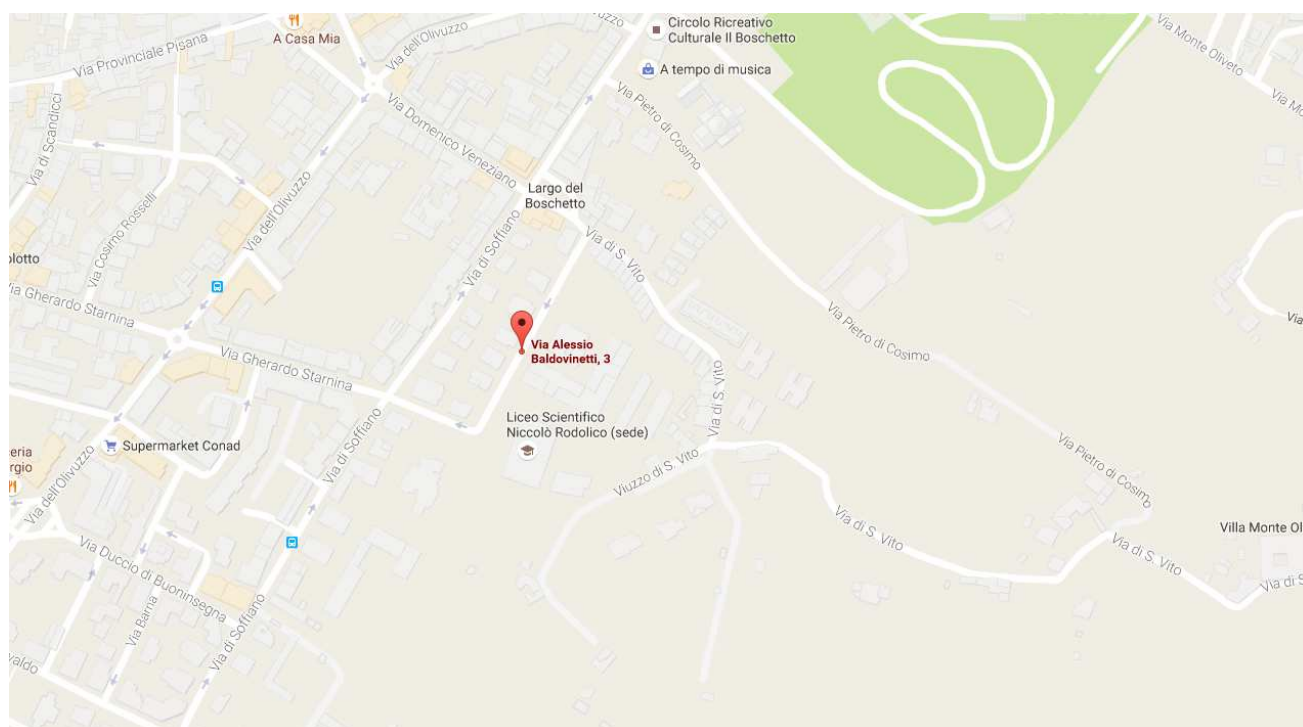 Circolo Ricreativo
Culturale Il Boschetto
A Casa Mia
Via dell'Olivuzzo
Via Provinciale Pisana
A tempo di musica
Via Monte Oliveto
Via Mo
Via Pietro di Cosimo
Via di Scandicci
Via Domenico Veneziano
Largo del
Boschetto
Via Cosimo Rosselli
Via dell'Olivuzzo
Via di Soffiano
Via di S. Vito
olotto
Via Gherardo Starnina
Via Pietro di Cosimo
Via
Via Alessio
Baldovinetti, 3
Via Gherardo Starnina
Via di S. Vito
Liceo Scientifico
Niccolò Rodolico (sede)
Supermarket Conad
Via di Soffiano
Viuzzo di S. Vito
Via Pietro di Cosimo
eria
rgio
Via dell'Olivuzzo
Via di S. Vito
Villa Monte Ol
Via di S. Vito
Via Duccio di Buoninsegna
Via di S
Via Barna
Via di Soffiano
valdo